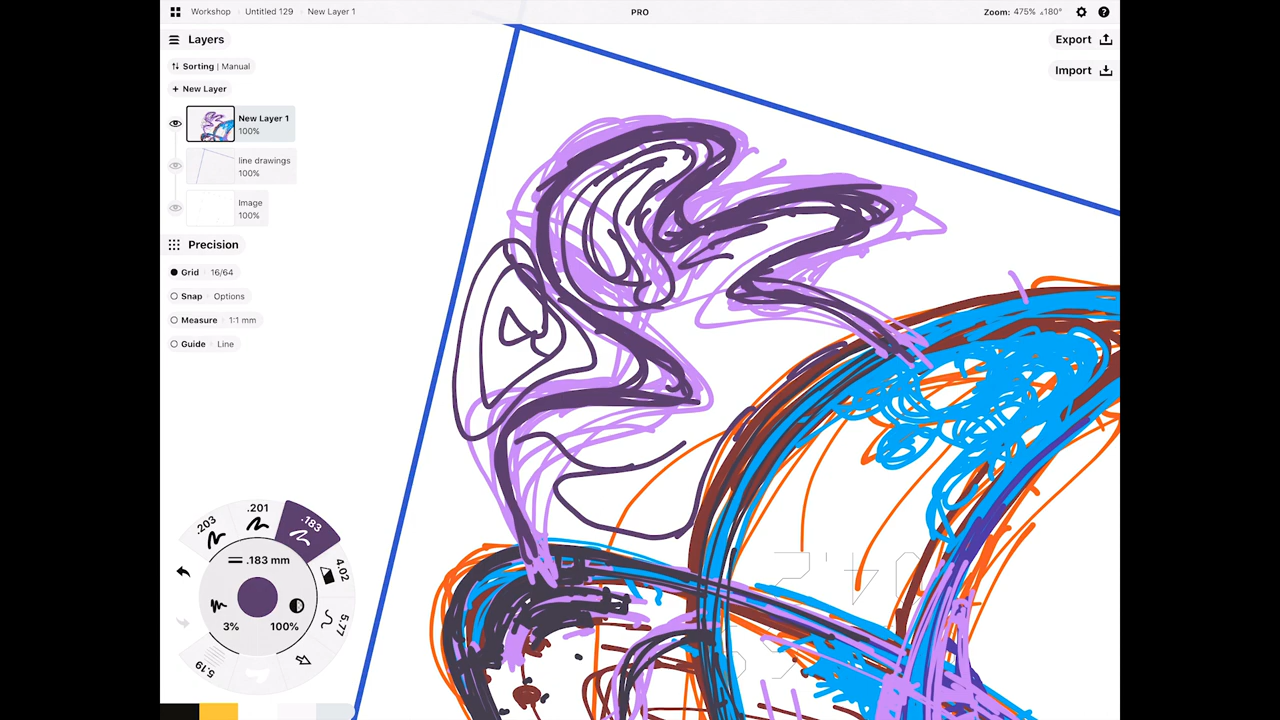 Workshop Untitled 129 New Layer 1
PRO
Zoom: 475% ⦣180°
Layers
Export
Sorting | Manual
Import
+ New Layer
New Layer 1
100%
line drawings
100%
Image
100%
Precision
Grid 16/64
Snap Options
Measure 1:1 mm
Guide Line
.203
.201
.183
4.02
5.77
5.19
.183 mm
3%
100%